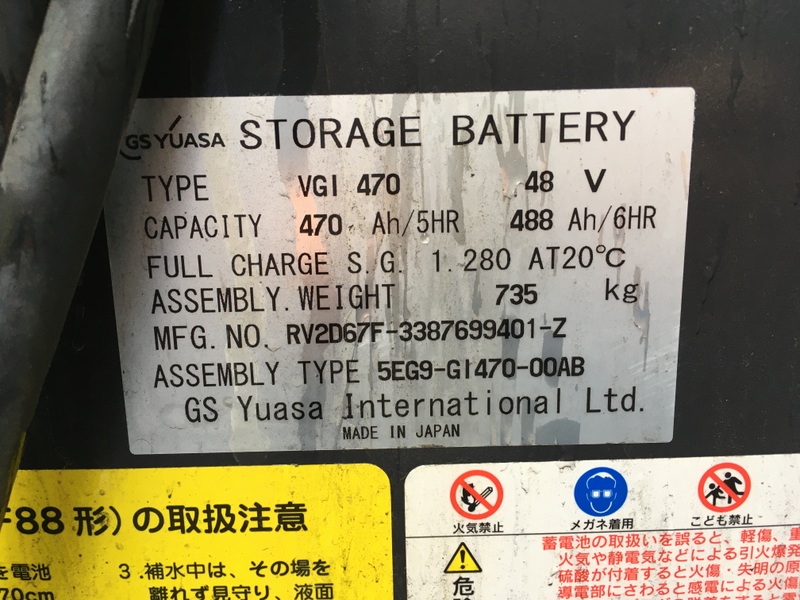 GS YUASA STORAGE BATTERY
TYPE VGI 470 48 V
CAPACITY 470 Ah/5HR 488 Ah/6HR
FULL CHARGE S.G. 1.280 AT20℃
ASSEMBLY.WEIGHT 735 kg
MFG.NO. RV2D67F-3387699401-Z
ASSEMBLY TYPE 5EG9-GI470-00AB
GS Yuasa International Ltd.
MADE IN JAPAN
88形)の取扱注意
を電池
70cm
3.補水中は、その場を
離れず見守り、液面
火気禁止
メガネ着用
こども禁止
危
蓄電池の取扱いを誤ると、軽傷、重
火気や静電気などによる引火爆発
硫酸が付着すると火傷・失明の原
導電部にさわると感電による火傷